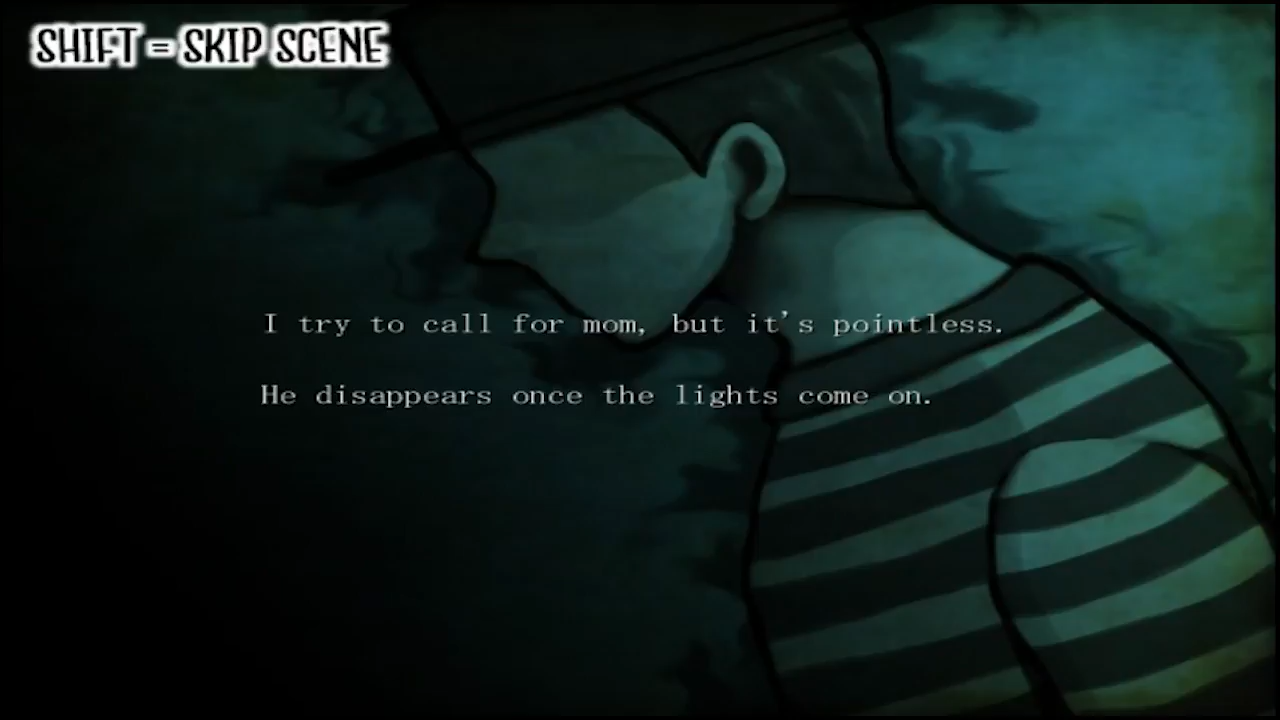 SHIFT = SKIP SCENE
I try to call for mom, but it's pointless.
He disappears once the lights come on.